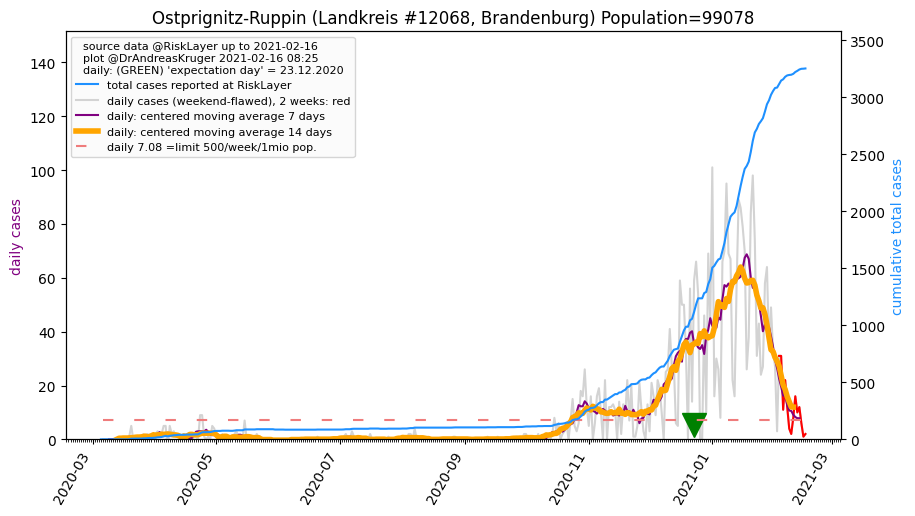 Ostprignitz-Ruppin (Landkreis #12068, Brandenburg) Population=99078
source data @RiskLayer up to 2021-02-16
plot @DrAndreasKruger 2021-02-16 08:25
daily: (GREEN) 'expectation day' = 23.12.2020
total cases reported at RiskLayer
daily cases (weekend-flawed), 2 weeks: red
daily: centered moving average 7 days
daily: centered moving average 14 days
daily 7.08 =limit 500/week/1mio pop.
daily cases
140
120
100
80
60
40
20
0
cumulative total cases
3500
3000
2500
2000
1500
1000
500
0
2020-03
2020-05
2020-07
2020-09
2020-11
2021-01
2021-03